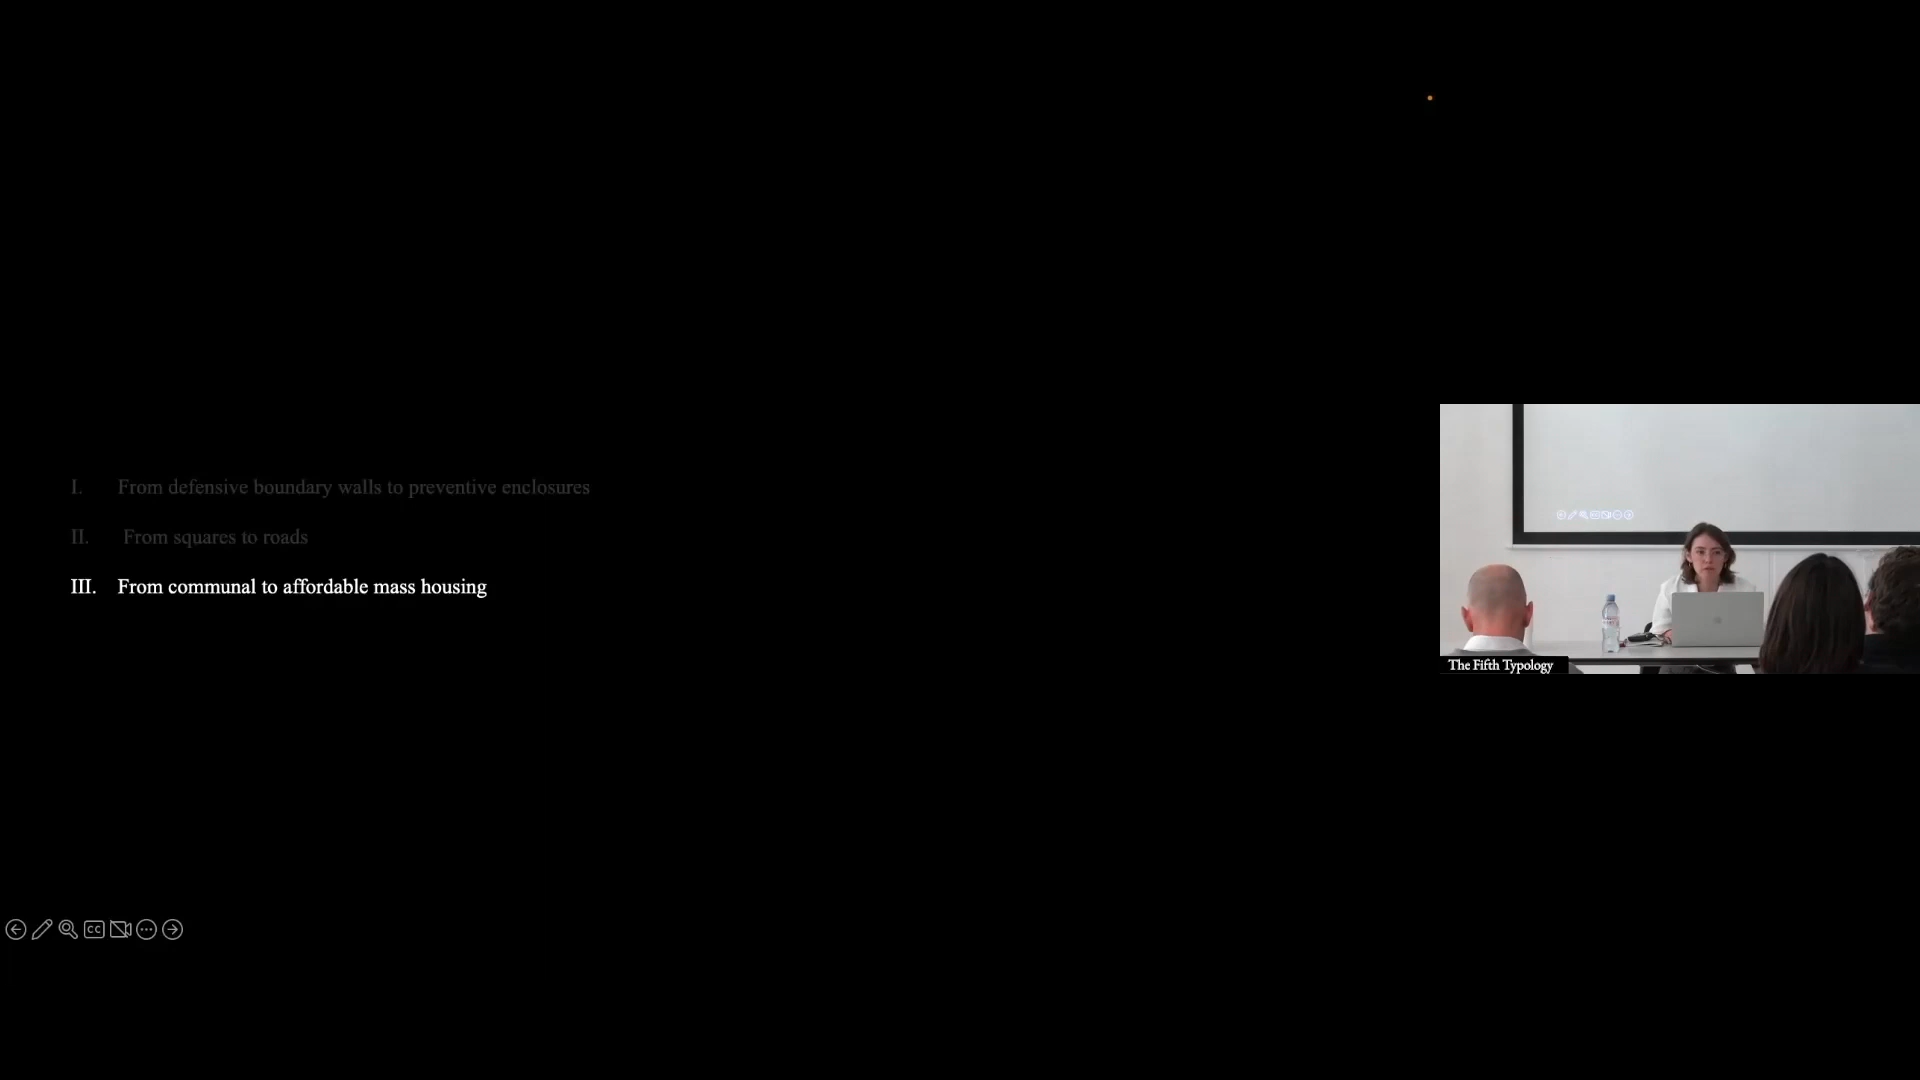 I. From defensive boundary walls to preventive enclosures
II. From squares to roads
III. From communal to affordable mass housing
The Fifth Typology
CC